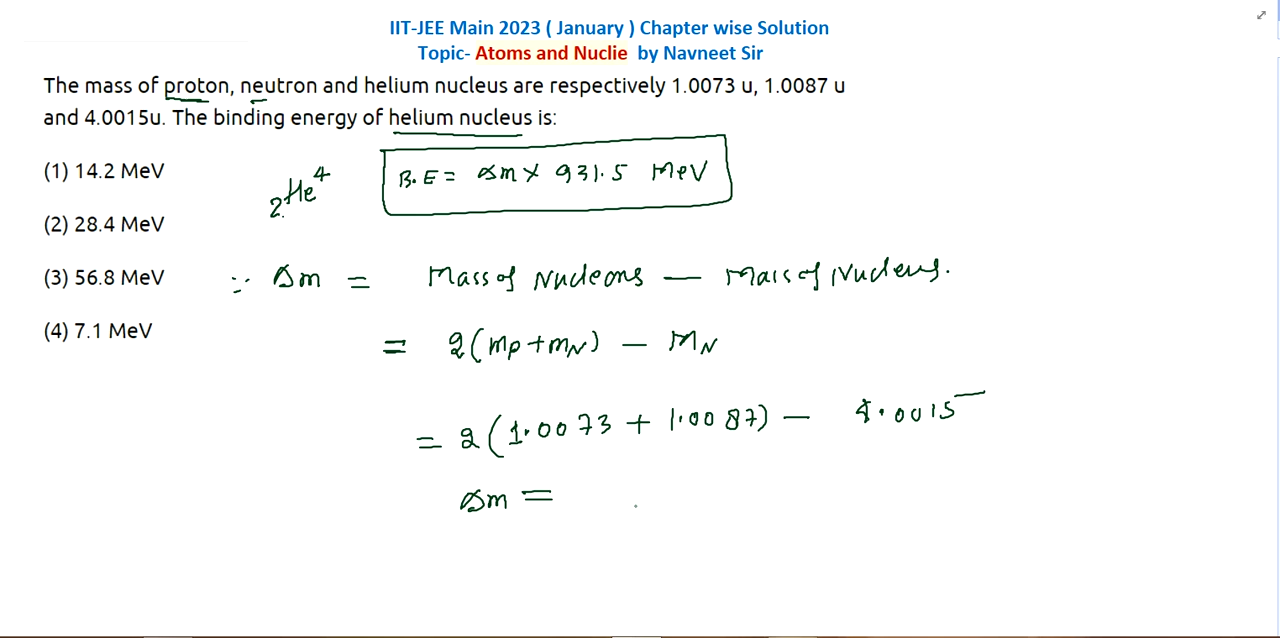 IIT-JEE Main 2023 ( January ) Chapter wise Solution
Topic- Atoms and Nuclie by Navneet Sir
The mass of proton, neutron and helium nucleus are respectively 1.0073 u, 1.0087 u
and 4.0015u. The binding energy of helium nucleus is:
(1) 14.2 MeV
(2) 28.4 MeV
(3) 56.8 MeV
(4) 7.1 MeV
₂He⁴
B.E = Δm × 931.5 MeV
∵ Δm = Mass of Nucleons — Mass of Nucleus.
= 2(mP+mN) — MN
= 2(1.0073 + 1.0087) — 4.0015
Δm =